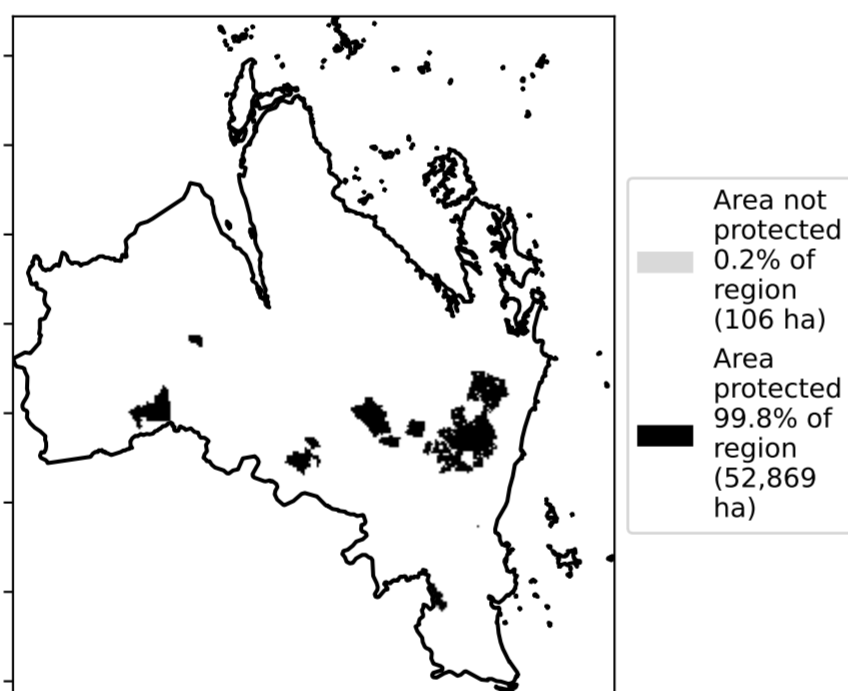 Area not
protected
0.2% of
region
(106 ha)
Area
protected
99.8% of
region
(52,869
ha)